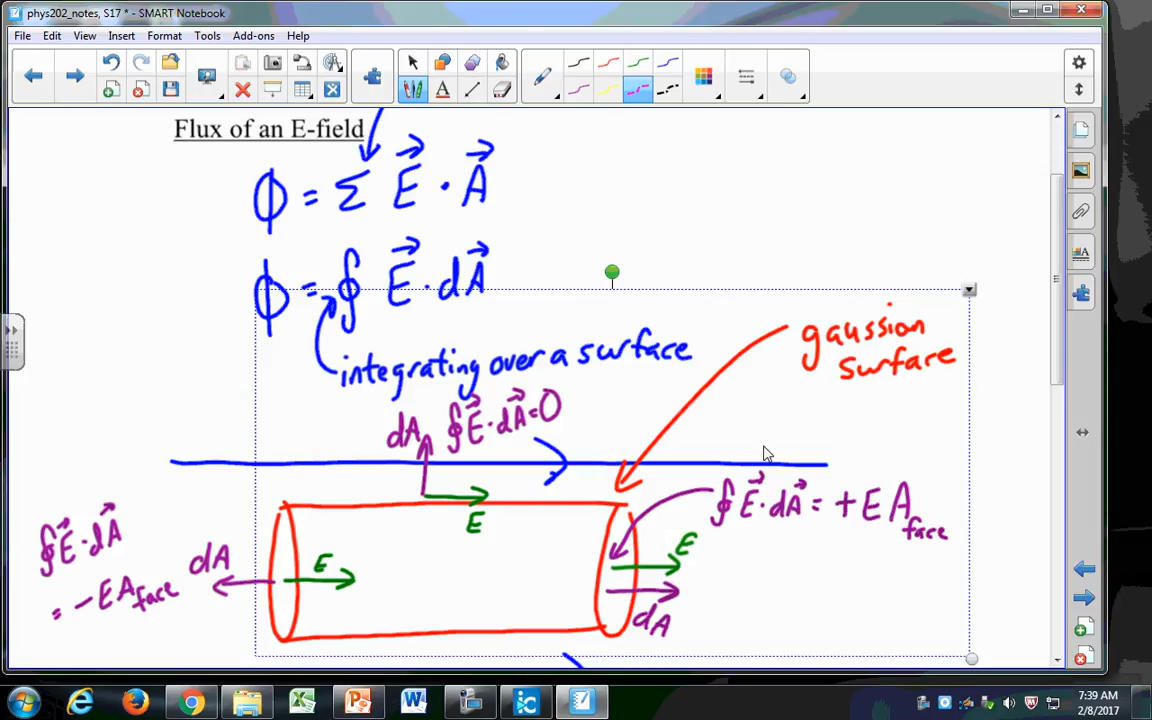 phys202_notes, S17 * - SMART Notebook
File Edit View Insert Format Tools Add-ons Help
Flux of an E-field
ϕ = Σ E⃗ · A⃗
ϕ = ∮ E⃗ · dA⃗
integrating over a surface
gaussion
surfare
dA ∮E⃗·dA⃗=0
E
∮E⃗·dA⃗= +EA face
∮E⃗·dA⃗
= -EA face
dA
E
E
dA
7:39 AM
2/8/2017